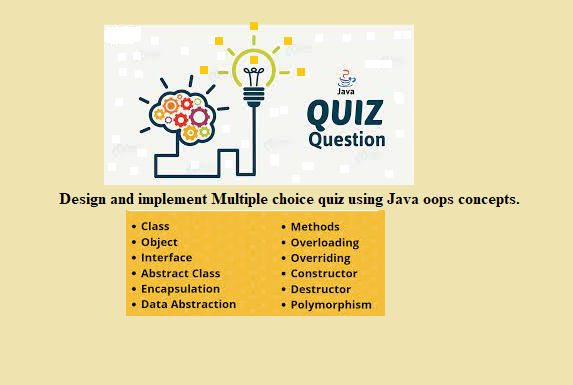 Java
QUIZ
Question
Design and implement Multiple choice quiz using Java oops concepts.
• Class
• Object
• Interface
• Abstract Class
• Encapsulation
• Data Abstraction
• Methods
• Overloading
• Overriding
• Constructor
• Destructor
• Polymorphism